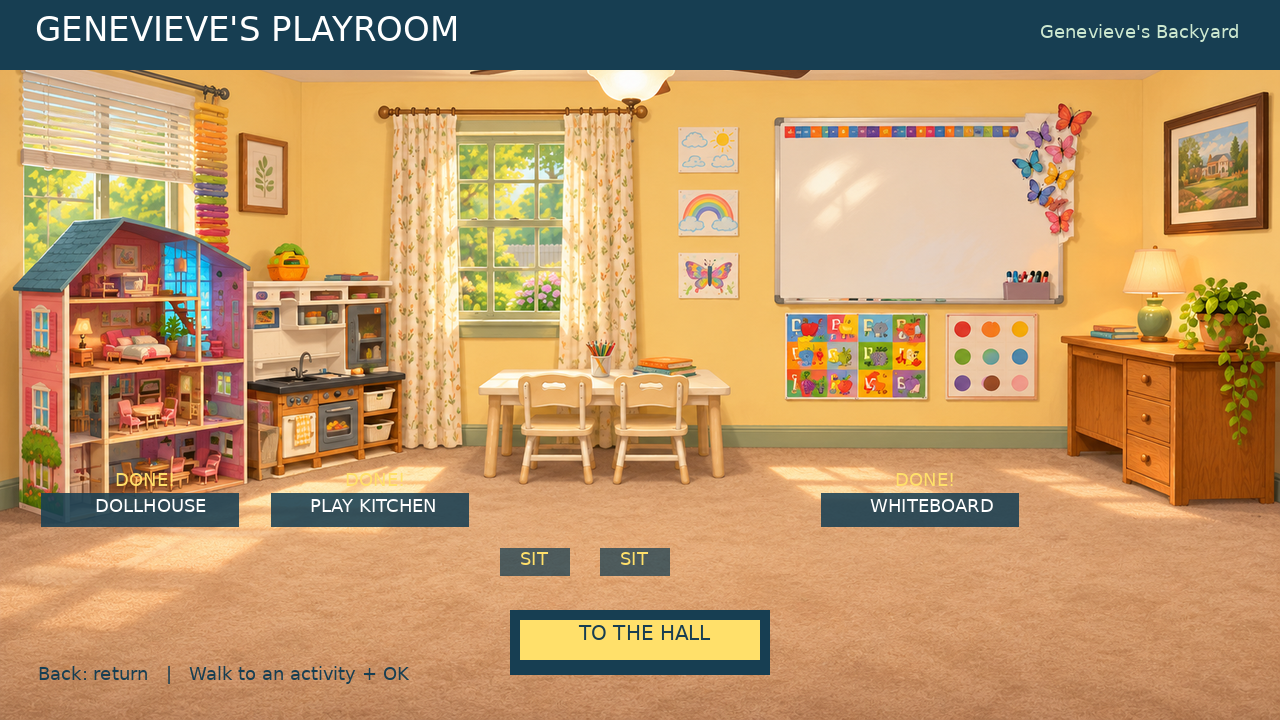 GENEVIEVE'S PLAYROOM
Genevieve's Backyard
DONE!
DONE!
DONE!
DOLLHOUSE
PLAY KITCHEN
WHITEBOARD
SIT
SIT
TO THE HALL
Back: return | Walk to an activity + OK